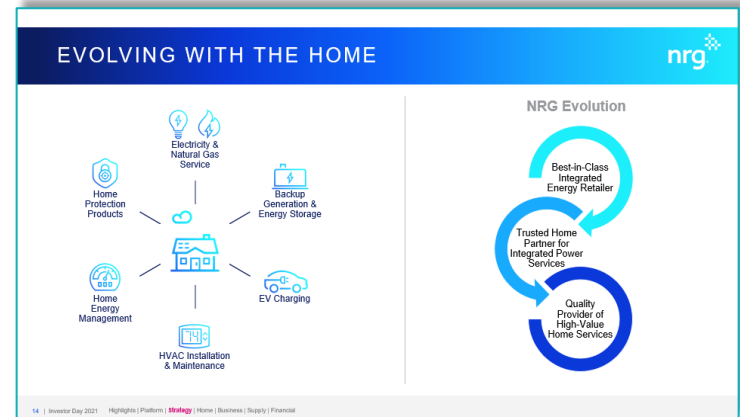 EVOLVING WITH THE HOME
nrg
Electricity &
Natural Gas
Service
Home
Protection
Products
Backup
Generation &
Energy Storage
Home
Energy
Management
EV Charging
74
HVAC Installation
& Maintenance
NRG Evolution
Best-in-Class
Integrated
Energy Retailer
Trusted Home
Partner for
Integrated Power
Services
Quality
Provider of
High-Value
Home Services
14 | Investor Day 2021 Highlights | Platform | Strategy | Home | Business | Supply | Financial